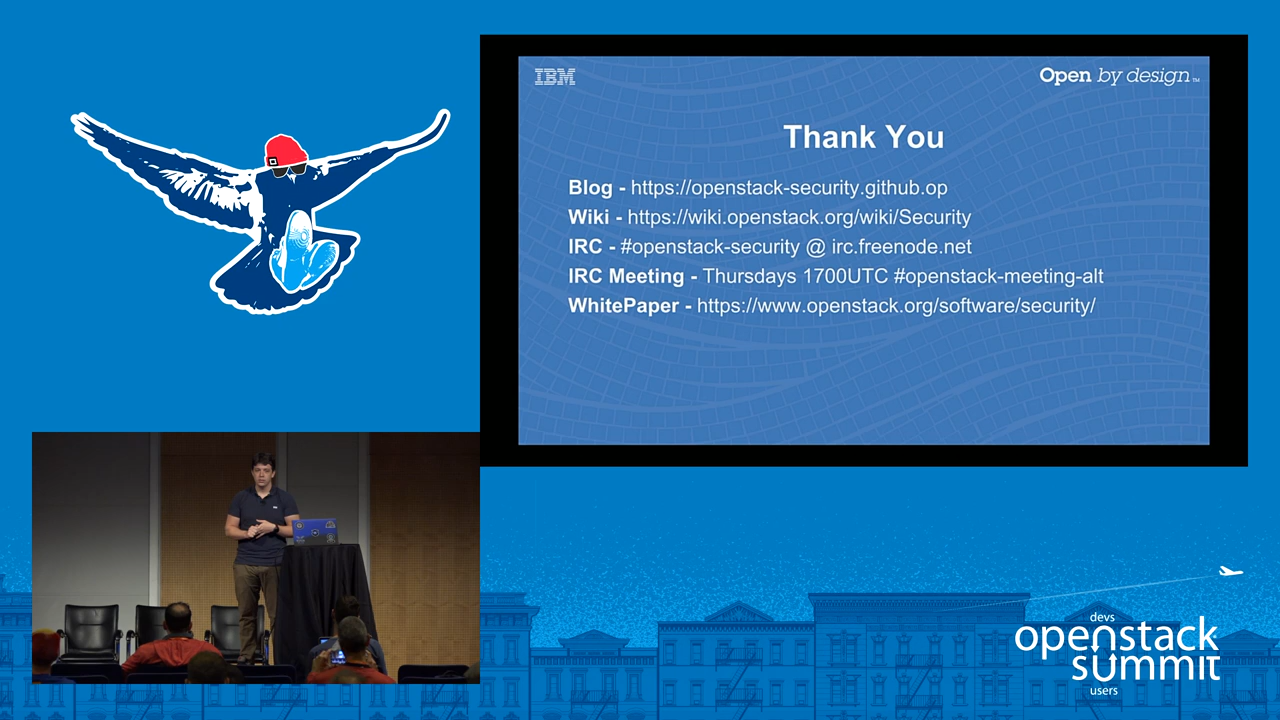 IBM
Open by design™
Thank You
Blog - https://openstack-security.github.op
Wiki - https://wiki.openstack.org/wiki/Security
IRC - #openstack-security @ irc.freenode.net
IRC Meeting - Thursdays 1700UTC #openstack-meeting-alt
WhitePaper - https://www.openstack.org/software/security/
devs
openstack
summit
users